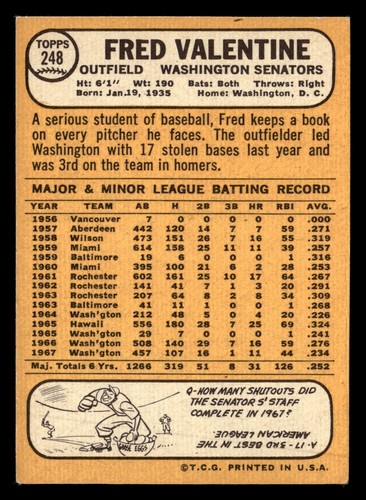 TOPPS
248
FRED VALENTINE
OUTFIELD WASHINGTON SENATORS
Ht: 6'1" Wt: 190 Bats: Both Throws: Right
Born: Jan.19, 1935 Home: Washington, D. C.
A serious student of baseball, Fred keeps a book
on every pitcher he faces. The outfielder led
Washington with 17 stolen bases last year and
was 3rd on the team in homers.
MAJOR & MINOR LEAGUE BATTING RECORD
YEAR TEAM AB H 2B 3B HR RBI AVG.
1956 Vancouver 7 0 0 0 0 0 .000
1957 Aberdeen 442 120 14 7 7 59 .271
1958 Wilson 473 151 26 7 16 55 .319
1959 Miami 158 38 11 4 1 9 .257
1959 Baltimore 19 6 0 0 0 1 .316
1960 Miami 395 100 21 6 2 28 .253
1961 Rochester 602 161 25 10 17 64 .267
1962 Rochester 141 41 7 1 3 20 .291
1963 Rochester 207 64 8 2 8 34 .309
1963 Baltimore 41 11 1 0 0 1 .268
1964 Wash'gton 212 48 5 0 4 20 .226
1965 Hawaii 556 180 28 7 25 69 .324
1965 Wash'gton 29 7 0 0 0 1 .241
1966 Wash'gton 508 140 29 7 16 59 .276
1967 Wash'gton 457 107 16 1 11 44 .234
Maj. Totals 6 Yrs. 1266 319 51 8 31 126 .252
GOOSE EGGS
Q-HOW MANY SHUTOUTS DID
THE SENATORS' STAFF
COMPLETE IN 1967?
A-17-3RD BEST IN THE
AMERICAN LEAGUE.
©T.C.G. PRINTED IN U.S.A.